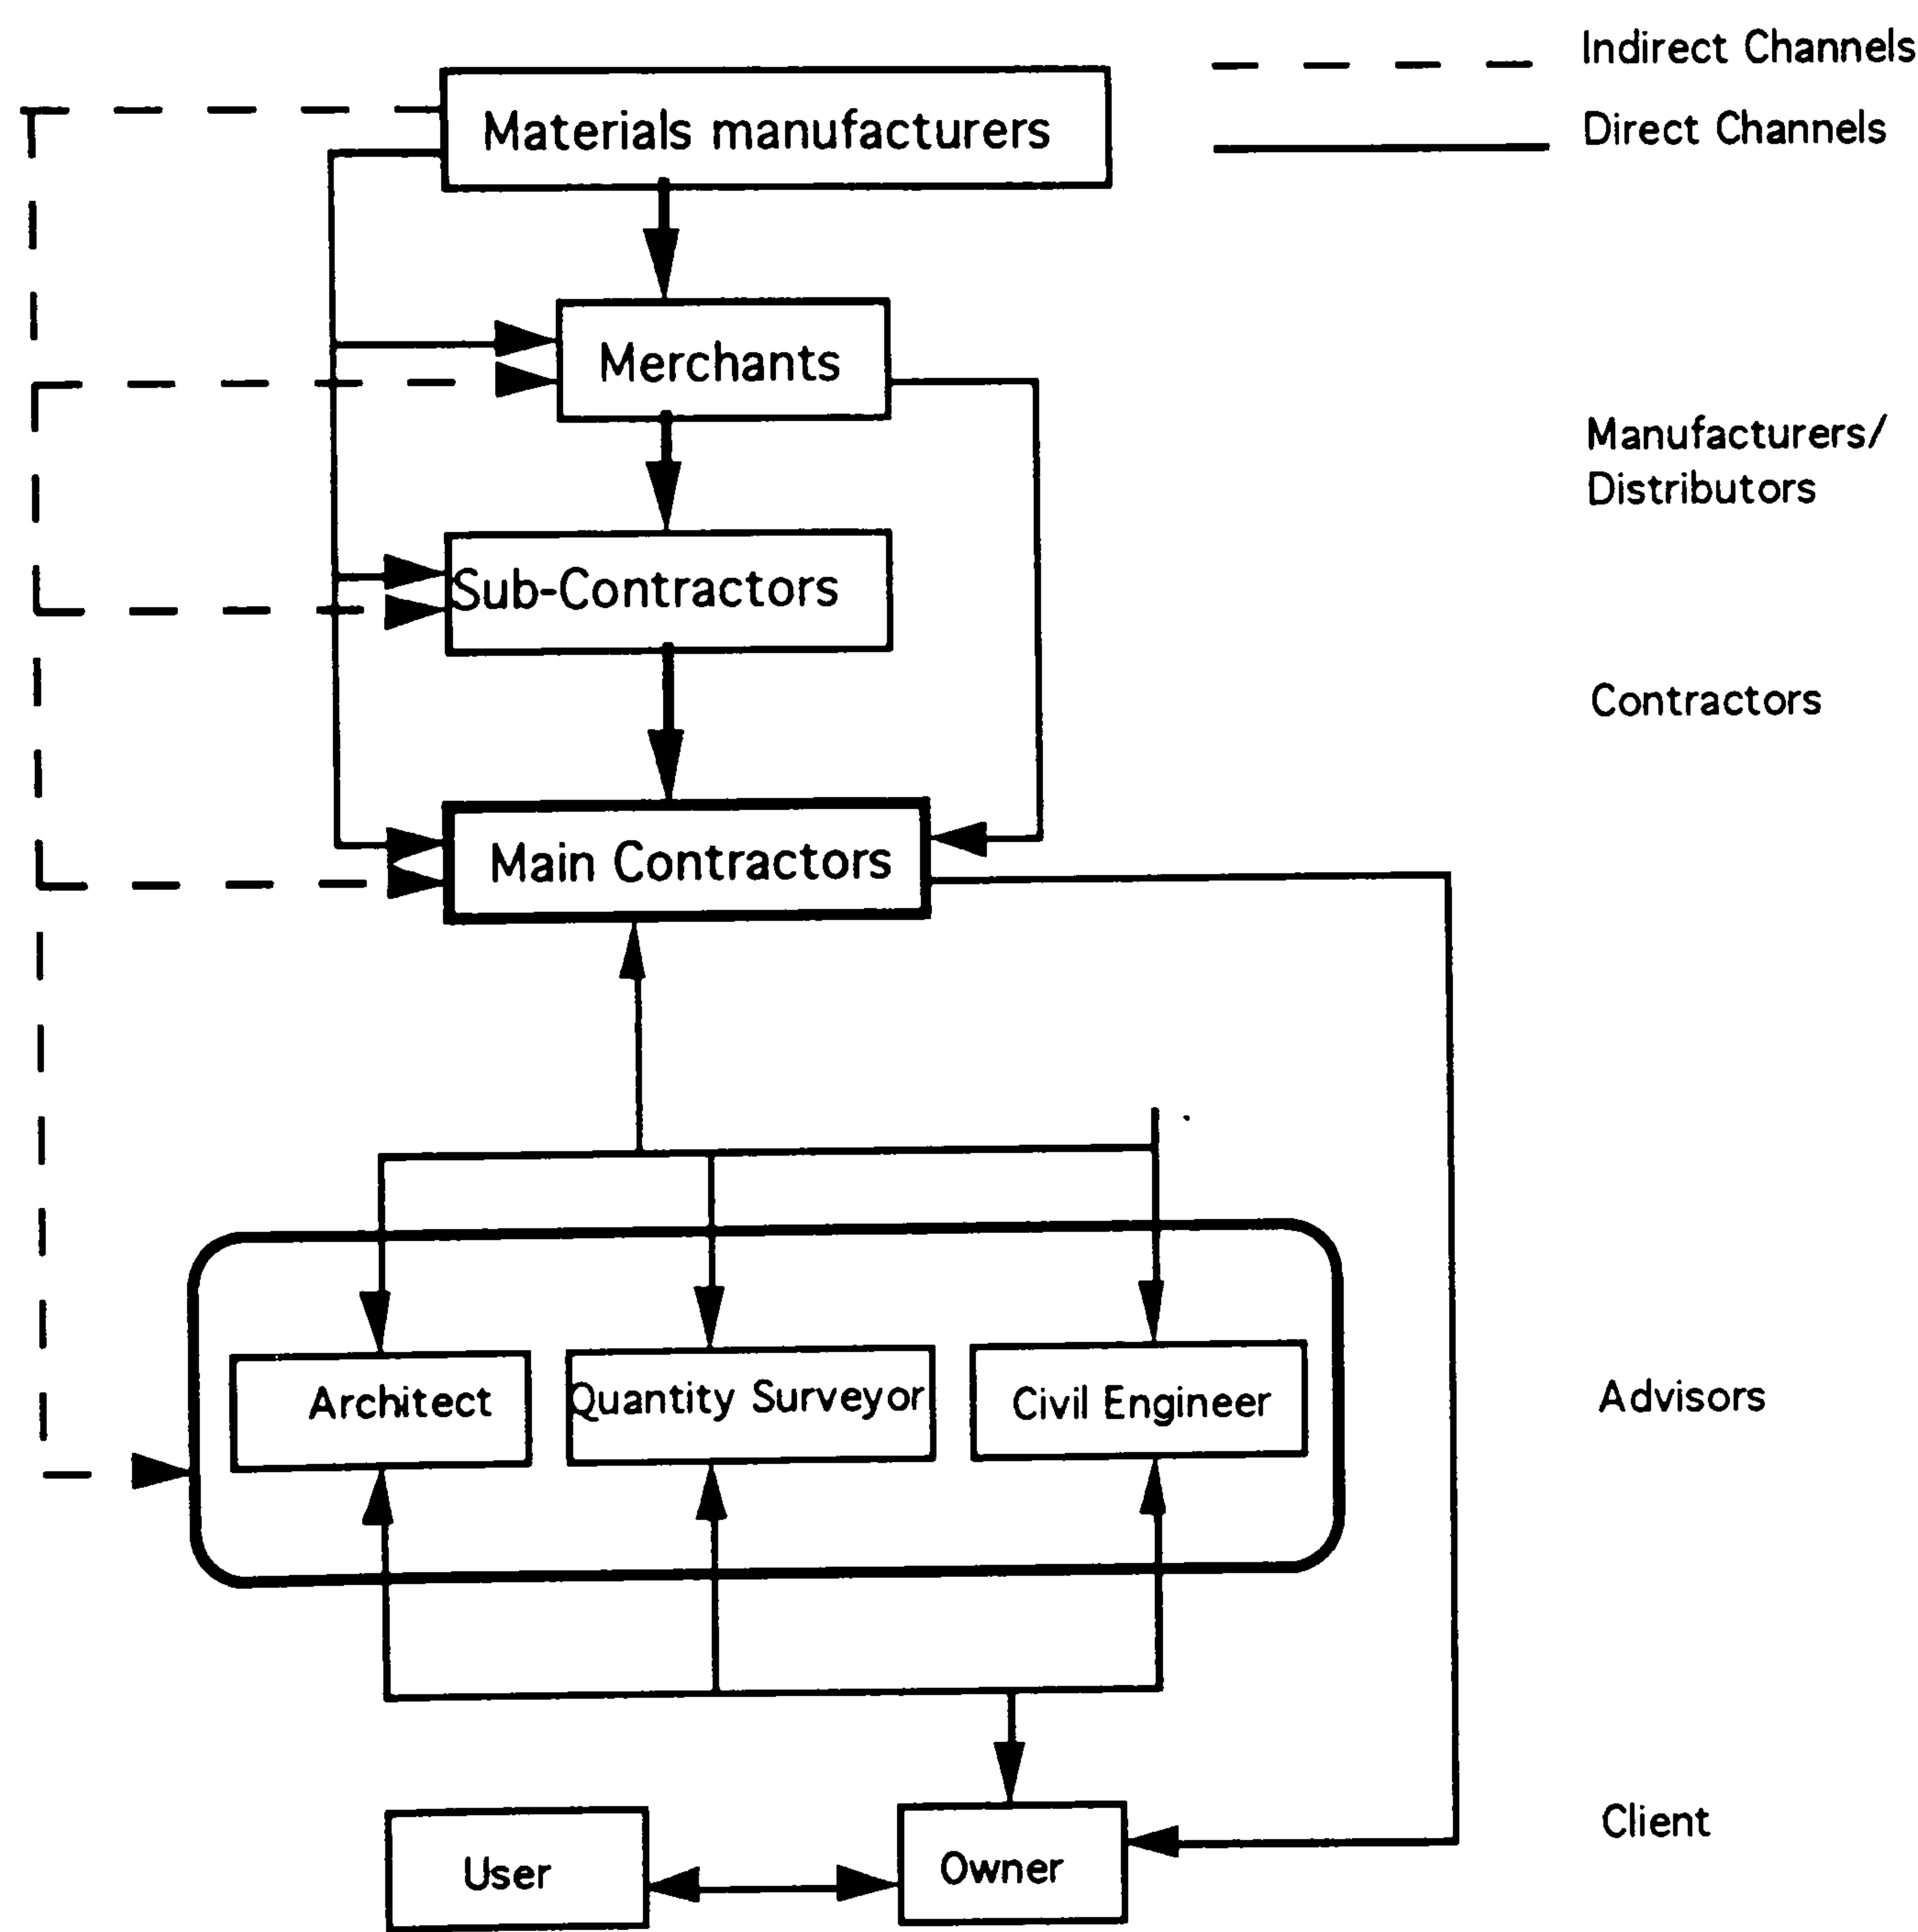 Indirect Channels
Materials manufacturers
Direct Channels
Merchants
Manufacturers/
Distributors
Sub-Contractors
Contractors
Main Contractors
Architect
Quantity Surveyor
Civil Engineer
Advisors
Client
User
Owner